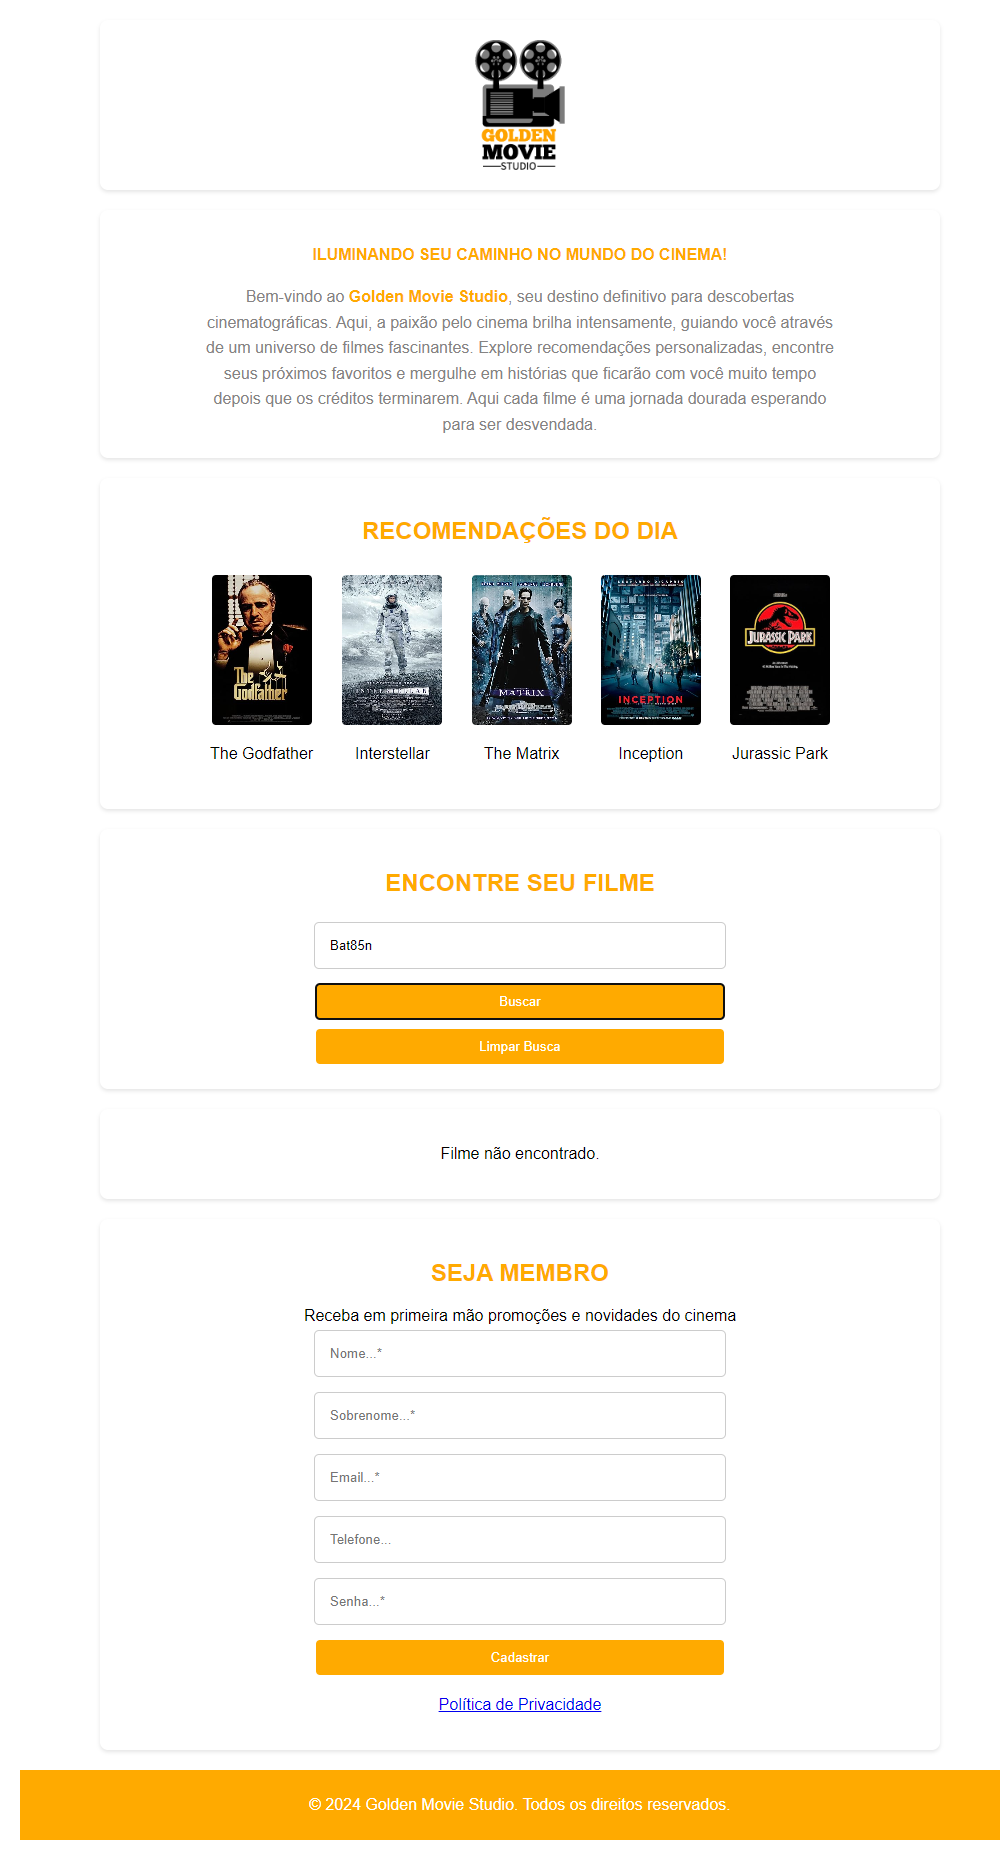 GOLDEN
MOVIE
STUDIO
ILUMINANDO SEU CAMINHO NO MUNDO DO CINEMA!
Bem-vindo ao Golden Movie Studio, seu destino definitivo para descobertas
cinematográficas. Aqui, a paixão pelo cinema brilha intensamente, guiando você através
de um universo de filmes fascinantes. Explore recomendações personalizadas, encontre
seus próximos favoritos e mergulhe em histórias que ficarão com você muito tempo
depois que os créditos terminarem. Aqui cada filme é uma jornada dourada esperando
para ser desvendada.
RECOMENDAÇÕES DO DIA
The
Godfather
INTERSTELLAR
MATRIX
INCEPTION
JURASSIC PARK
The Godfather
Interstellar
The Matrix
Inception
Jurassic Park
ENCONTRE SEU FILME
Bat85n
Buscar
Limpar Busca
Filme não encontrado.
SEJA MEMBRO
Receba em primeira mão promoções e novidades do cinema
Nome...*
Sobrenome...*
Email...*
Telefone...
Senha...*
Cadastrar
Política de Privacidade
© 2024 Golden Movie Studio. Todos os direitos reservados.